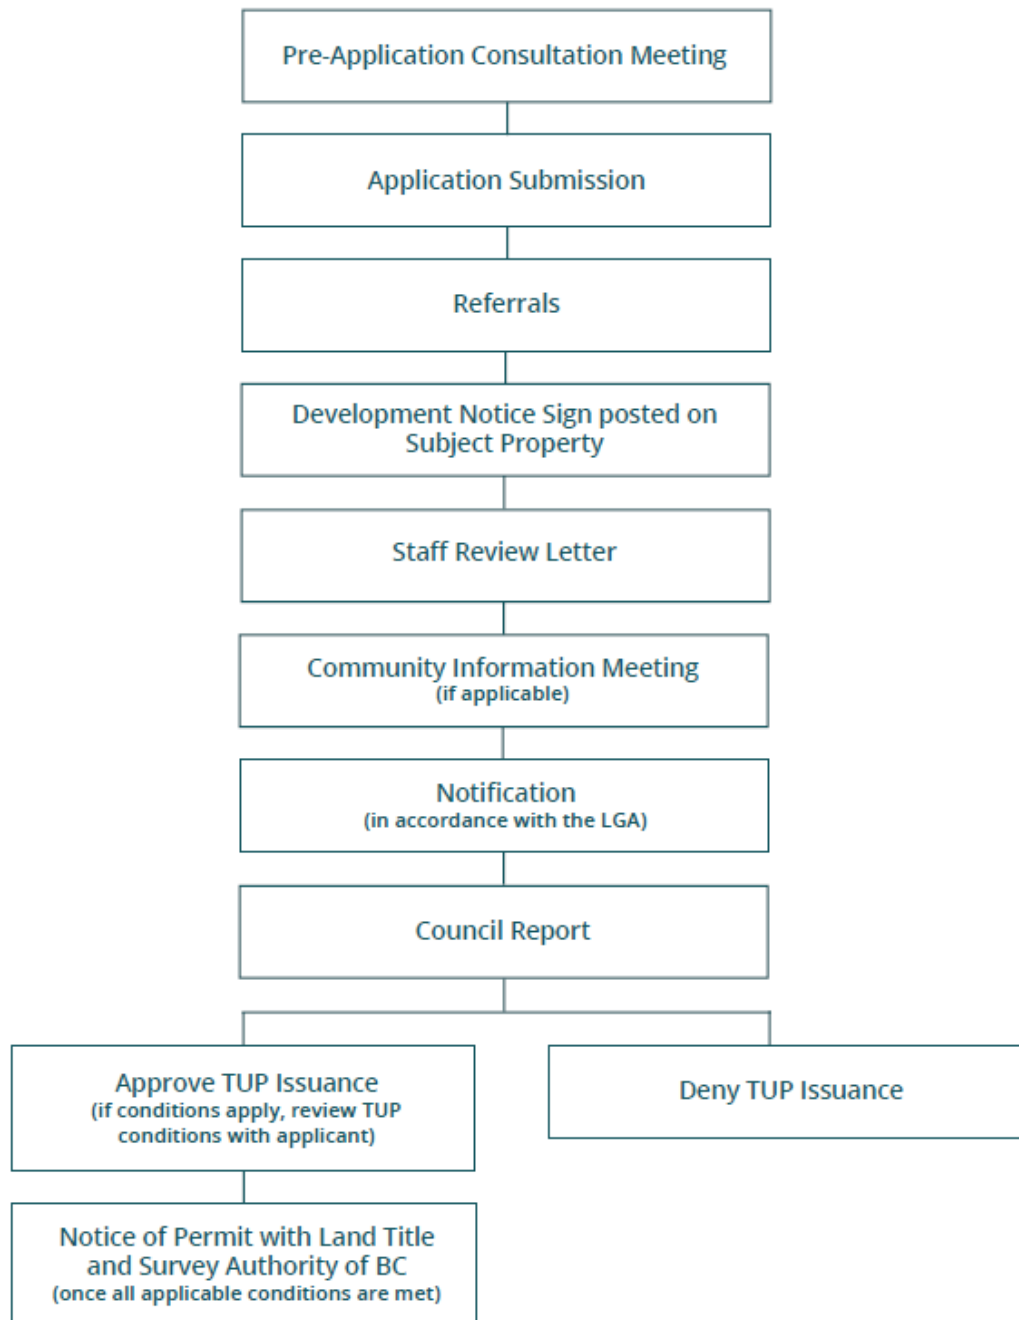 Pre-Application Consultation Meeting
Application Submission
Referrals
Development Notice Sign posted on
Subject Property
Staff Review Letter
Community Information Meeting
(if applicable)
Notification
(in accordance with the LGA)
Council Report
Approve TUP Issuance
(if conditions apply, review TUP
conditions with applicant)
Deny TUP Issuance
Notice of Permit with Land Title
and Survey Authority of BC
(once all applicable conditions are met)